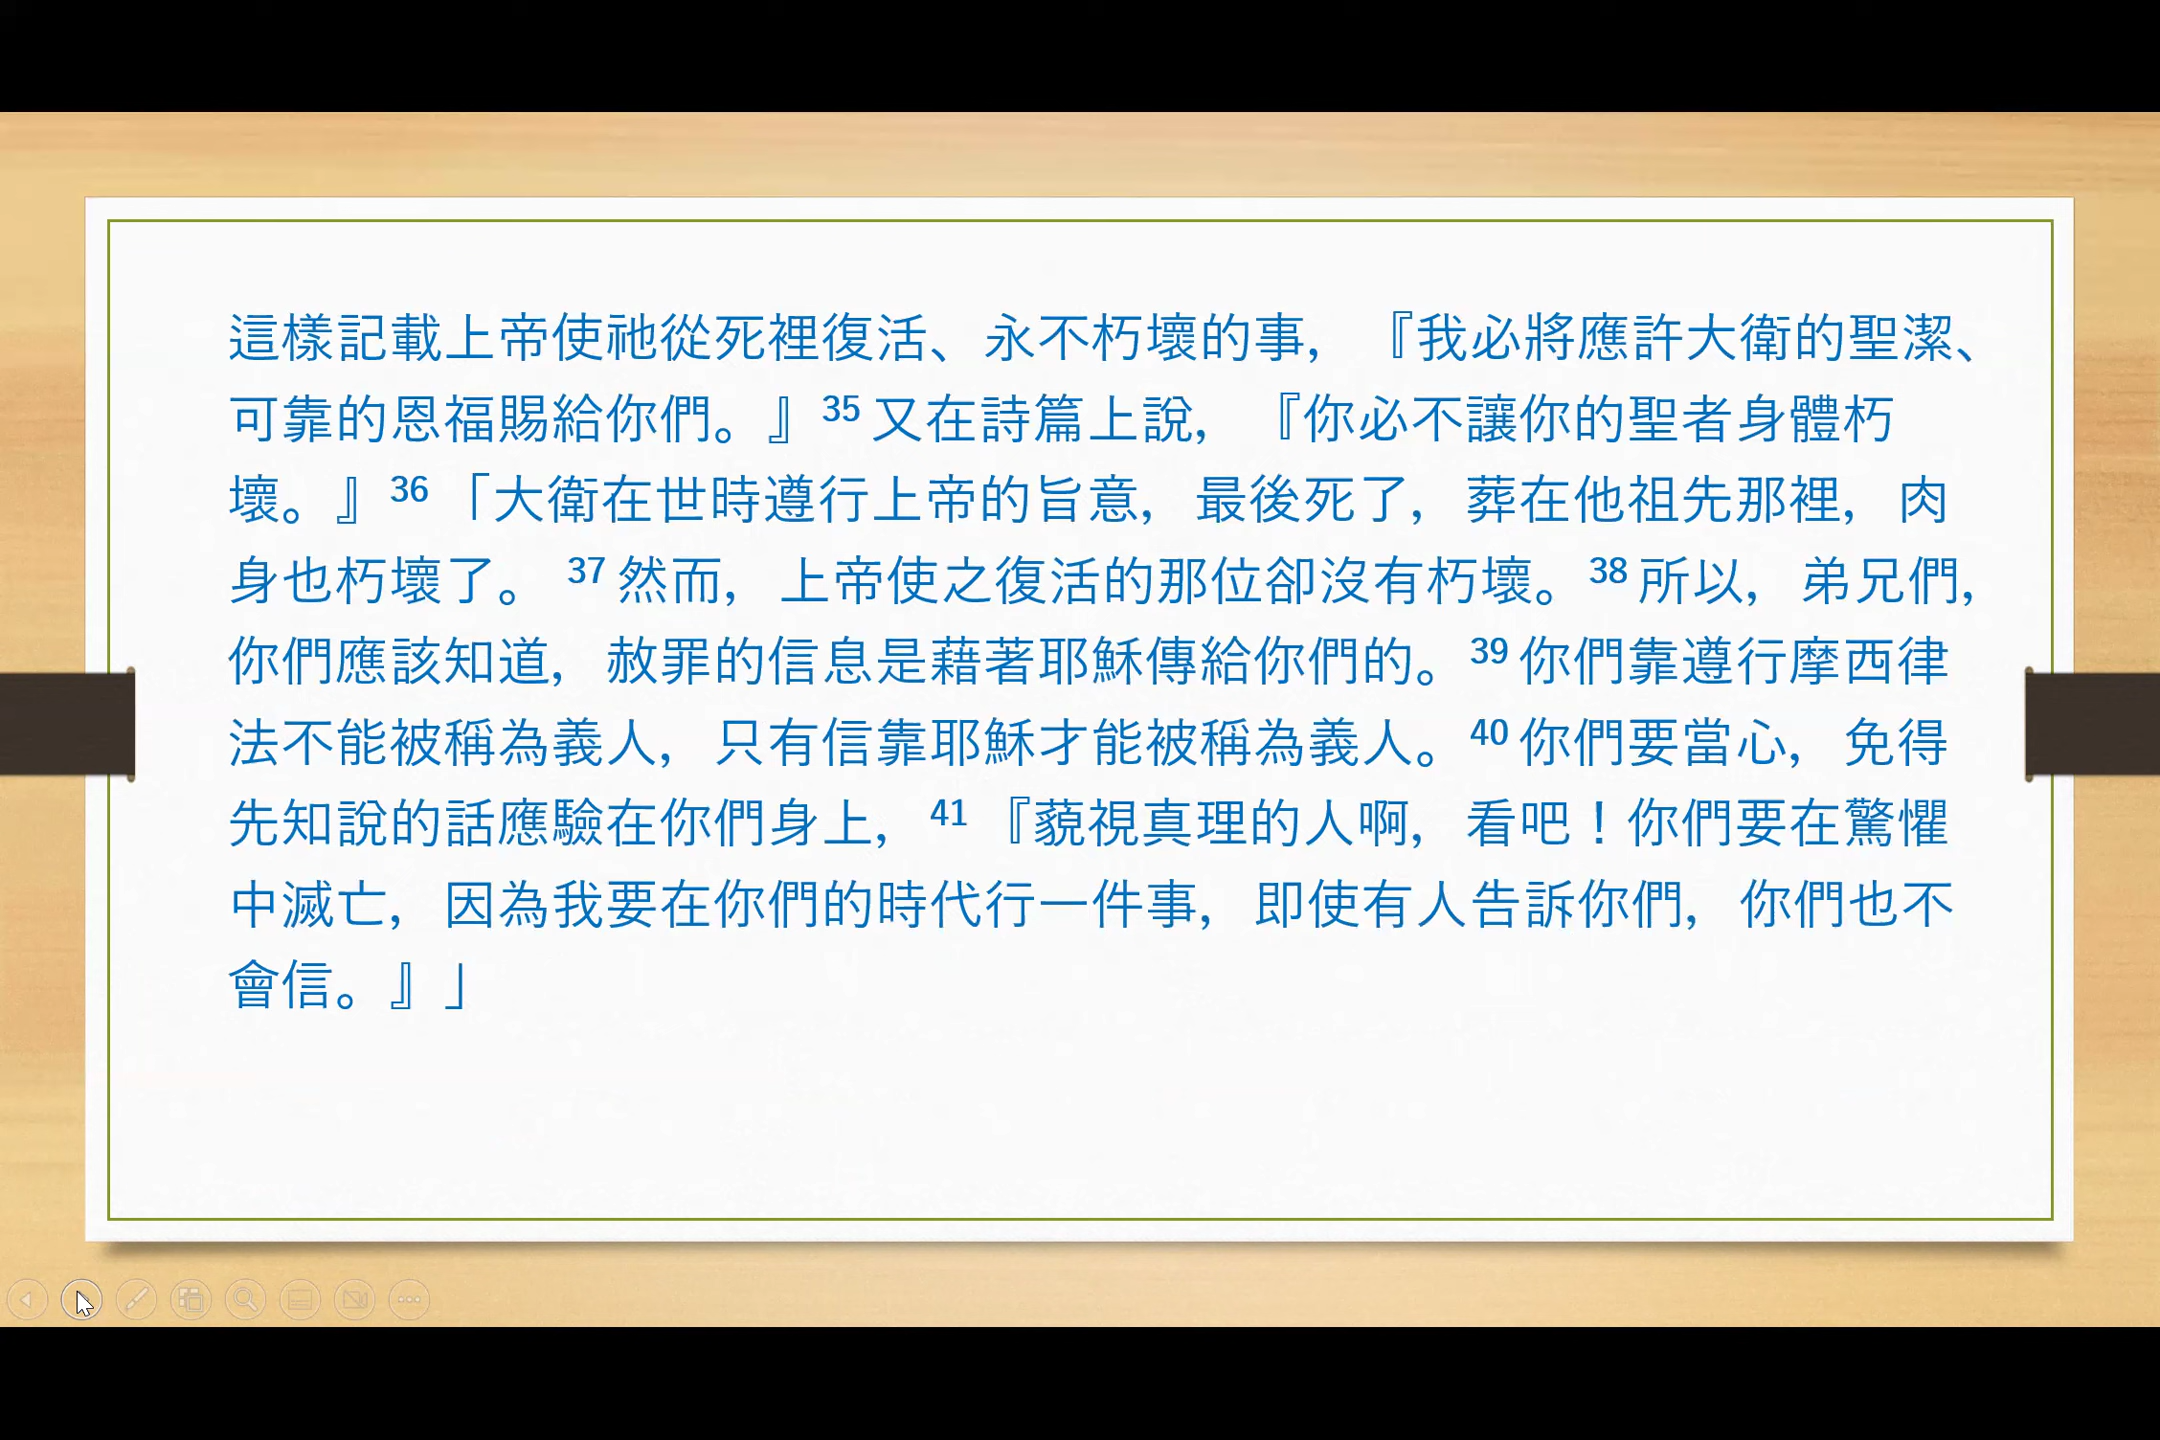 這樣記載上帝使祂從死裡復活、永不朽壞的事，『我必將應許大衛的聖潔、
可靠的恩福賜給你們。』35 又在詩篇上說，『你必不讓你的聖者身體朽
壞。』36 「大衛在世時遵行上帝的旨意，最後死了，葬在他祖先那裡，肉
身也朽壞了。 37 然而，上帝使之復活的那位卻沒有朽壞。38 所以，弟兄們，
你們應該知道，赦罪的信息是藉著耶穌傳給你們的。39 你們靠遵行摩西律
法不能被稱為義人，只有信靠耶穌才能被稱為義人。40 你們要當心，免得
先知說的話應驗在你們身上，41 『藐視真理的人啊，看吧！你們要在驚懼
中滅亡，因為我要在你們的時代行一件事，即使有人告訴你們，你們也不
會信。』」